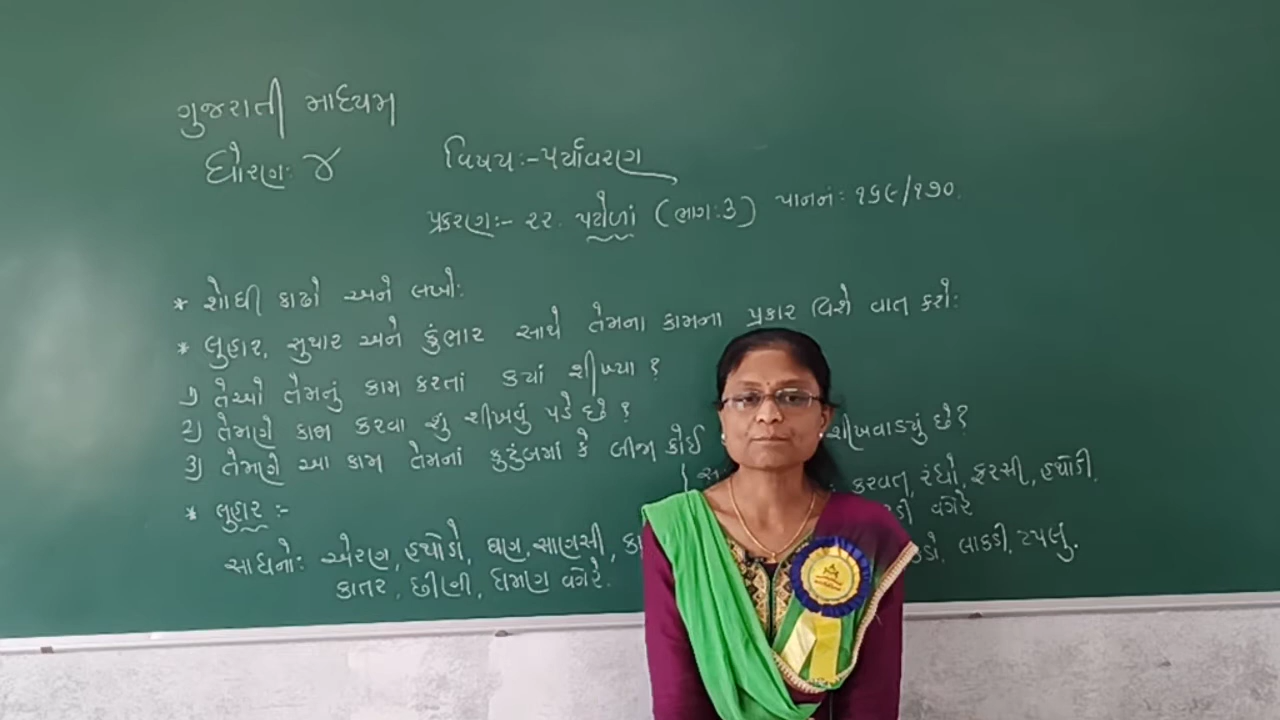 ગુજરાતી માધ્યમ
ધોરણઃ ૪
વિષયઃ- પર્યાવરણ
પ્રકરણઃ- ૨૨. પટોળાં (ભાગઃ૩) પાનનંઃ ૧૬૯/૧૭૦.
* શોધી કાઢો અને લખોઃ
* લુહાર, સુથાર અને કુંભાર સાથે તેમના કામના પ્રકાર વિશે વાત કરોઃ
૧) તેઓ તેમનું કામ કરતાં કયાં શીખ્યા ?
૨) તેમણે કામ કરવા શું શીખવું પડે છે ?
૩) તેમણે આ કામ તેમનાં કુટુંબમાં કે બીજા કોઈ શીખવાડ્યું છે?
* લુહાર :-
સાધનોઃ એરણ, હથોડો, ઘણ, સાણસી,
કાતર, છીણી, ધમણ વગેરે.
કરવત, રંધો, ફરસી, હથોડી,
વગેરે
લાકડી, ટપલું.